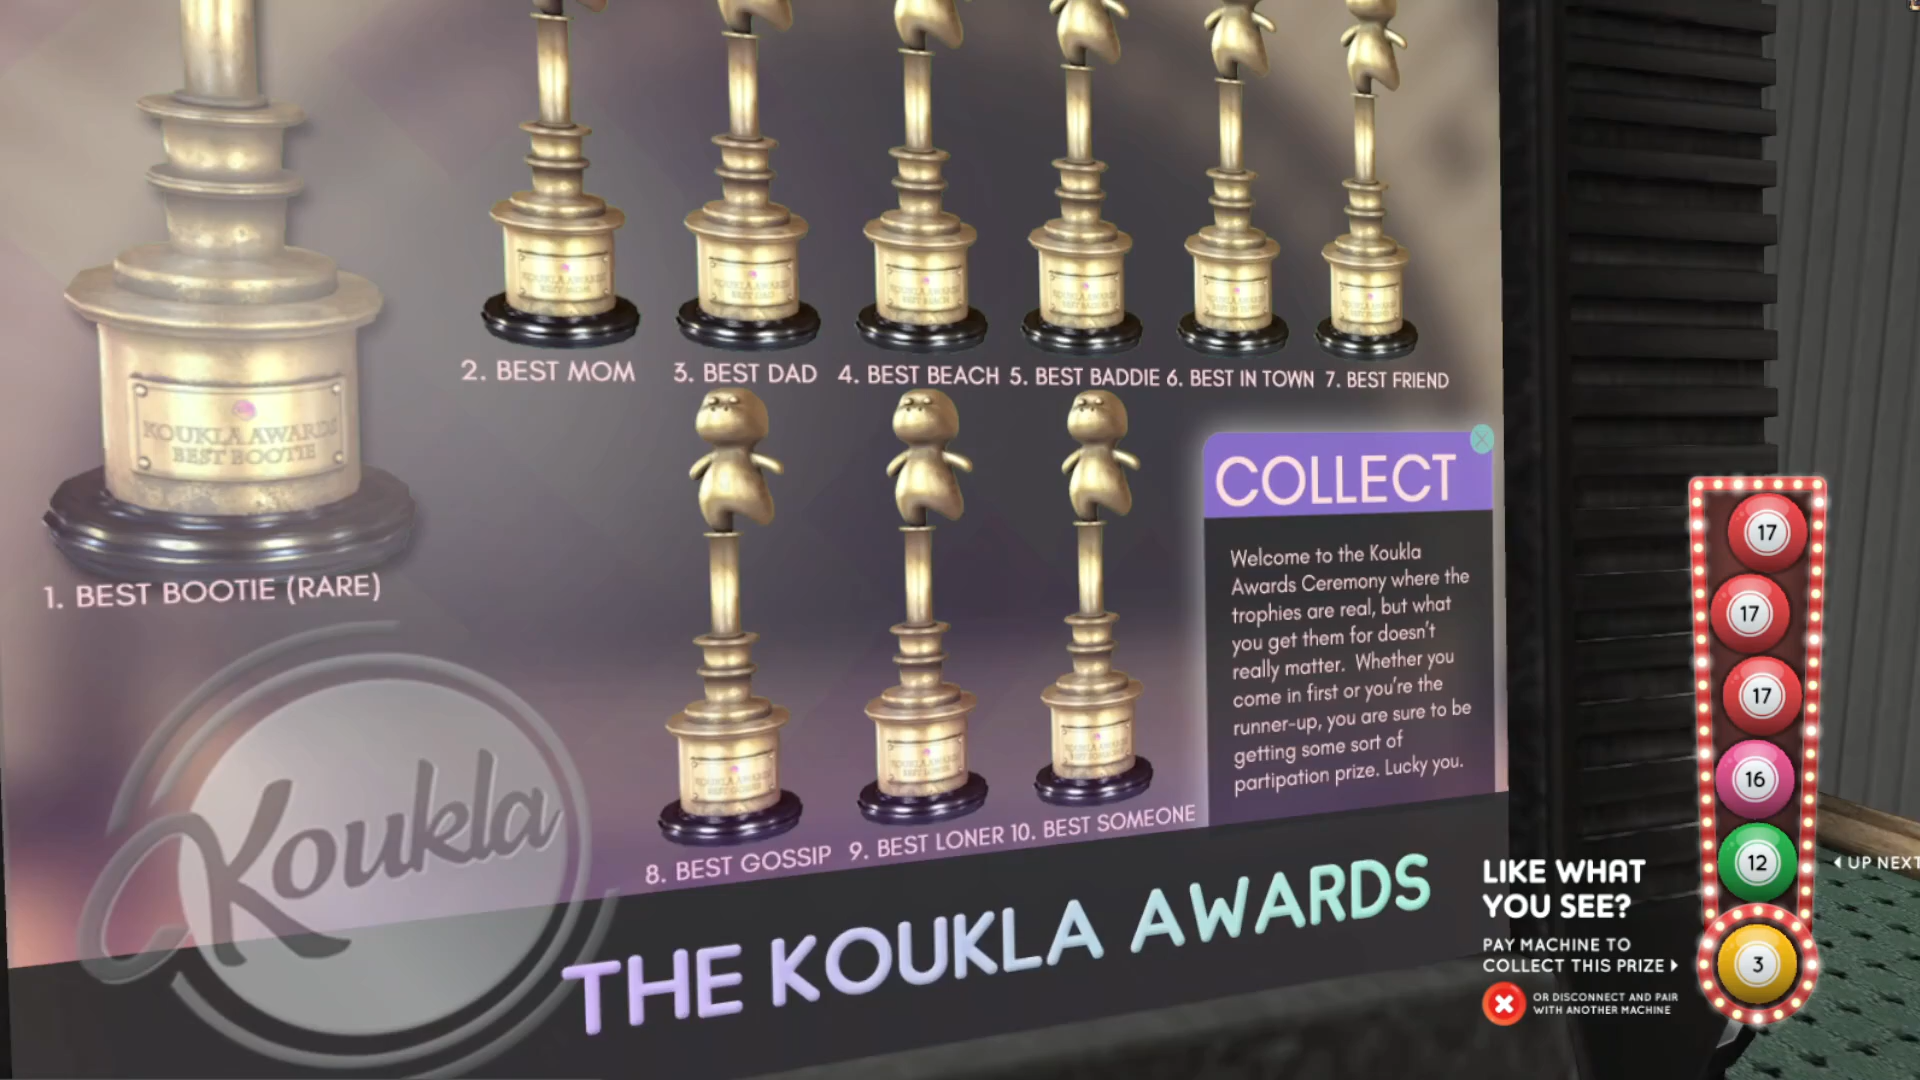 KOUKLA AWARDS
BEST BOOTIE
1. BEST BOOTIE (RARE)
2. BEST MOM
3. BEST DAD
4. BEST BEACH
5. BEST BADDIE
6. BEST IN TOWN
7. BEST FRIEND
8. BEST GOSSIP
9. BEST LONER
10. BEST SOMEONE
COLLECT
Welcome to the Koukla
Awards Ceremony where the
trophies are real, but what
you get them for doesn't
really matter. Whether you
come in first or you're the
runner-up, you are sure to be
getting some sort of
partipation prize. Lucky you.
Koukla
THE KOUKLA AWARDS
17
17
17
16
12
UP NEXT
3
LIKE WHAT
YOU SEE?
PAY MACHINE TO
COLLECT THIS PRIZE
OR DISCONNECT AND PAIR
WITH ANOTHER MACHINE